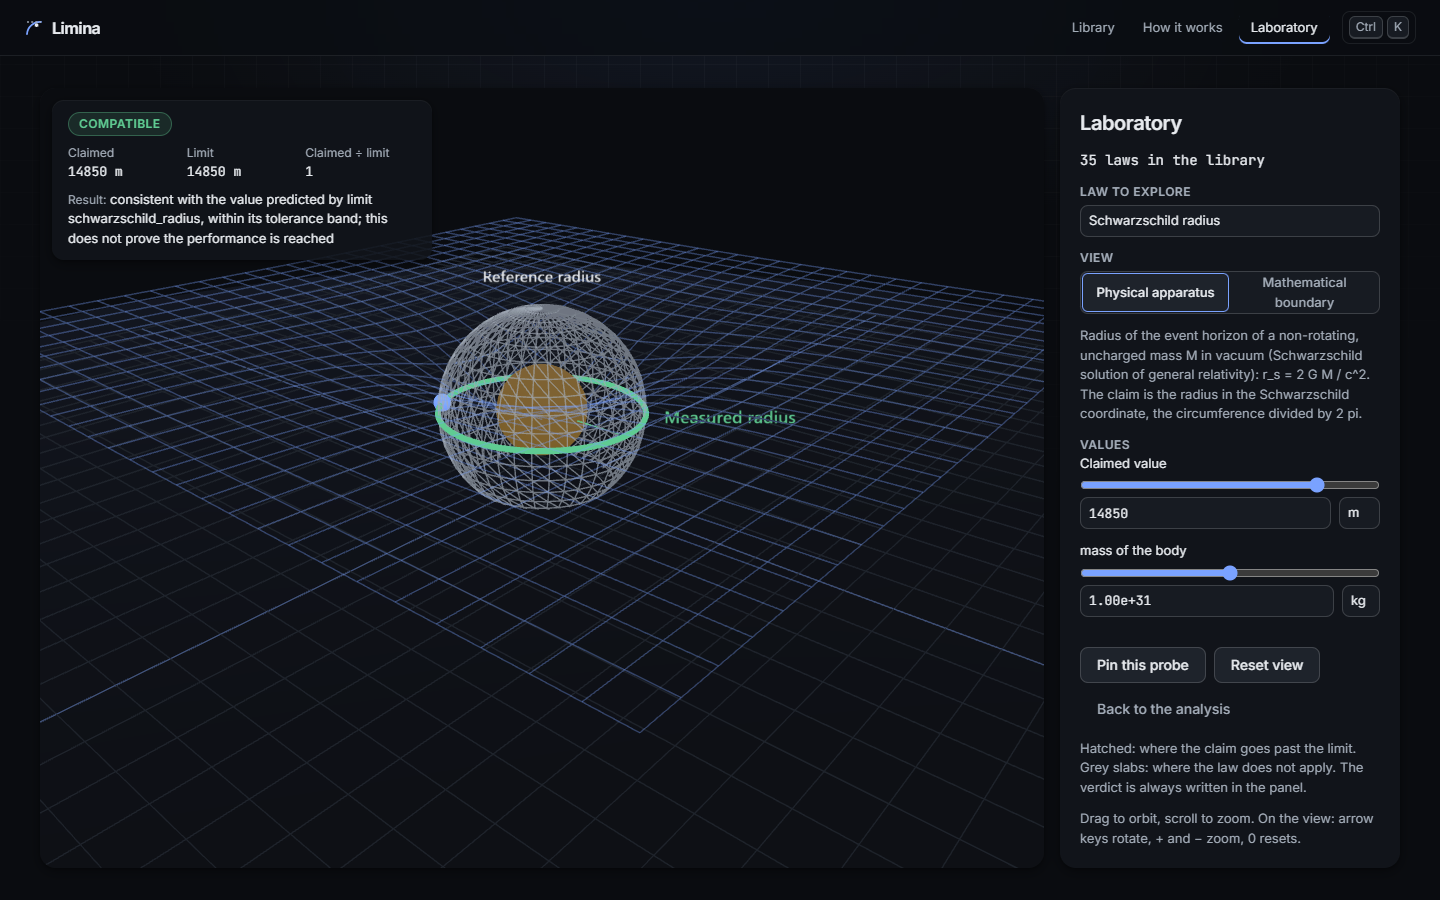 Limina
Library
How it works
Laboratory
Ctrl
K
COMPATIBLE
Claimed
14850 m
Limit
14850 m
Claimed ÷ limit
1
Result: consistent with the value predicted by limit
schwarzschild_radius, within its tolerance band; this
does not prove the performance is reached
Reference radius
Measured radius
Laboratory
35 laws in the library
LAW TO EXPLORE
Schwarzschild radius
VIEW
Physical apparatus
Mathematical
boundary
Radius of the event horizon of a non-rotating,
uncharged mass M in vacuum (Schwarzschild
solution of general relativity): r_s = 2 G M / c^2.
The claim is the radius in the Schwarzschild
coordinate, the circumference divided by 2 pi.
VALUES
Claimed value
14850
m
mass of the body
1.00e+31
kg
Pin this probe
Reset view
Back to the analysis
Hatched: where the claim goes past the limit.
Grey slabs: where the law does not apply. The
verdict is always written in the panel.
Drag to orbit, scroll to zoom. On the view: arrow
keys rotate, + and − zoom, 0 resets.